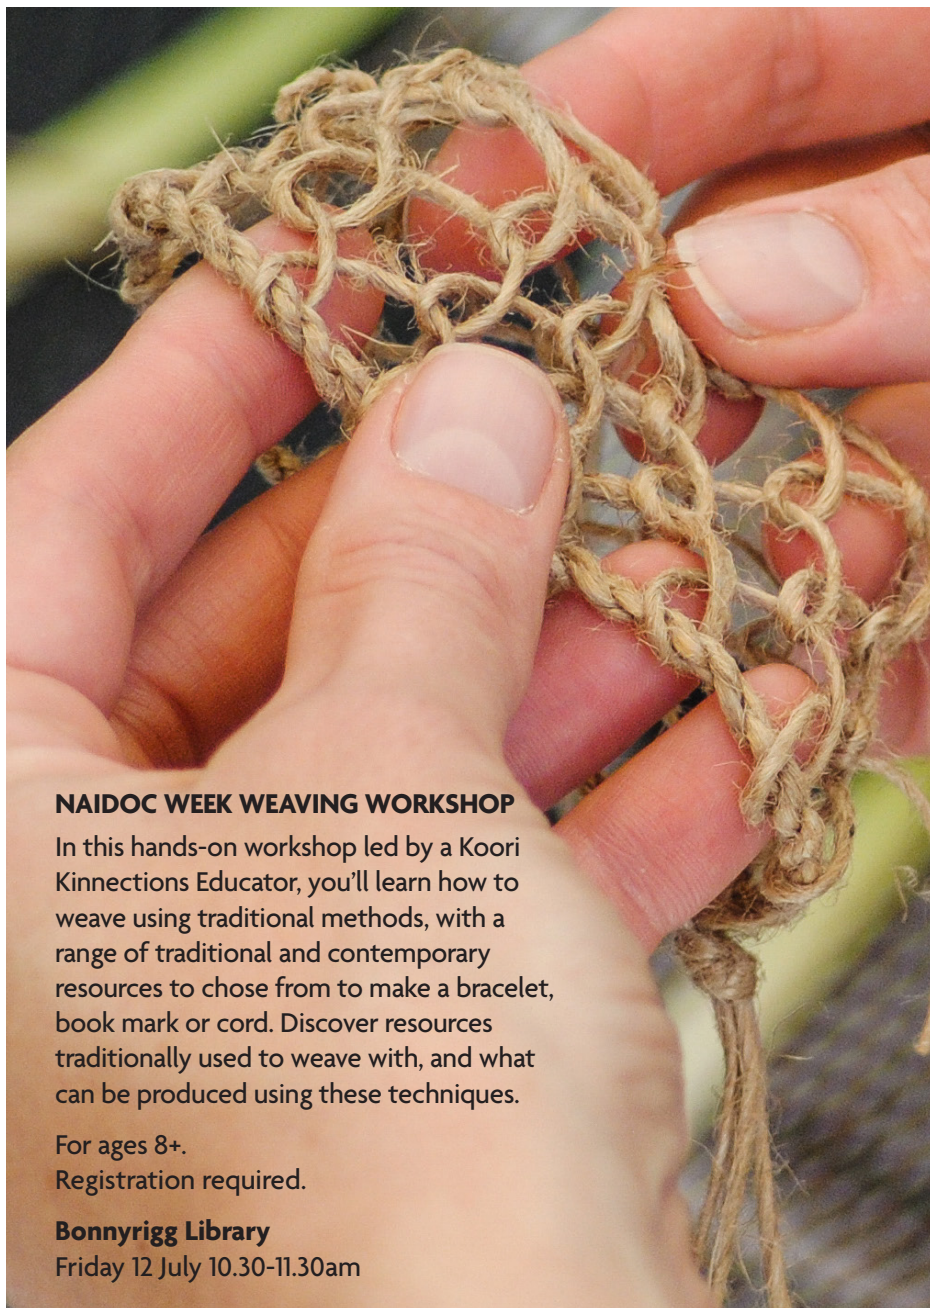 NAIDOC WEEK WEAVING WORKSHOP
In this hands-on workshop led by a Koori
Kinnections Educator, you’ll learn how to
weave using traditional methods, with a
range of traditional and contemporary
resources to chose from to make a bracelet,
book mark or cord. Discover resources
traditionally used to weave with, and what
can be produced using these techniques.
For ages 8+.
Registration required.
Bonnyrigg Library
Friday 12 July 10.30-11.30am